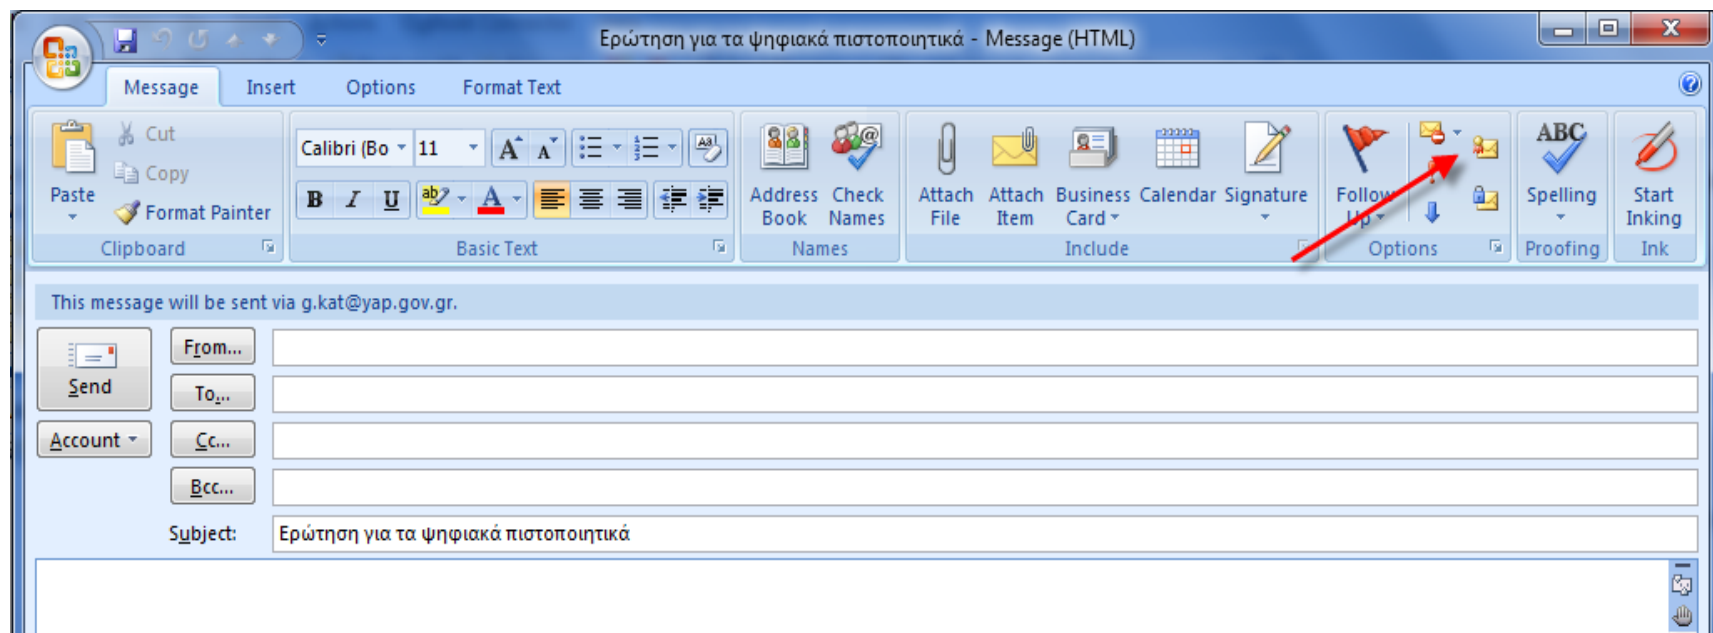 Ερώτηση για τα ψηφιακά πιστοποιητικά - Message (HTML)
Message Insert Options Format Text
Cut
Copy
Paste
Format Painter
Clipboard
Calibri (Bo 11
B I U
Basic Text
Address Book
Check Names
Names
Attach File
Attach Item
Business Card
Calendar
Signature
Include
Follow Up
Options
ABC
Spelling
Proofing
Start Inking
Ink
This message will be sent via g.kat@yap.gov.gr.
Send
From...
To...
Account
Cc...
Bcc...
Subject: Ερώτηση για τα ψηφιακά πιστοποιητικά